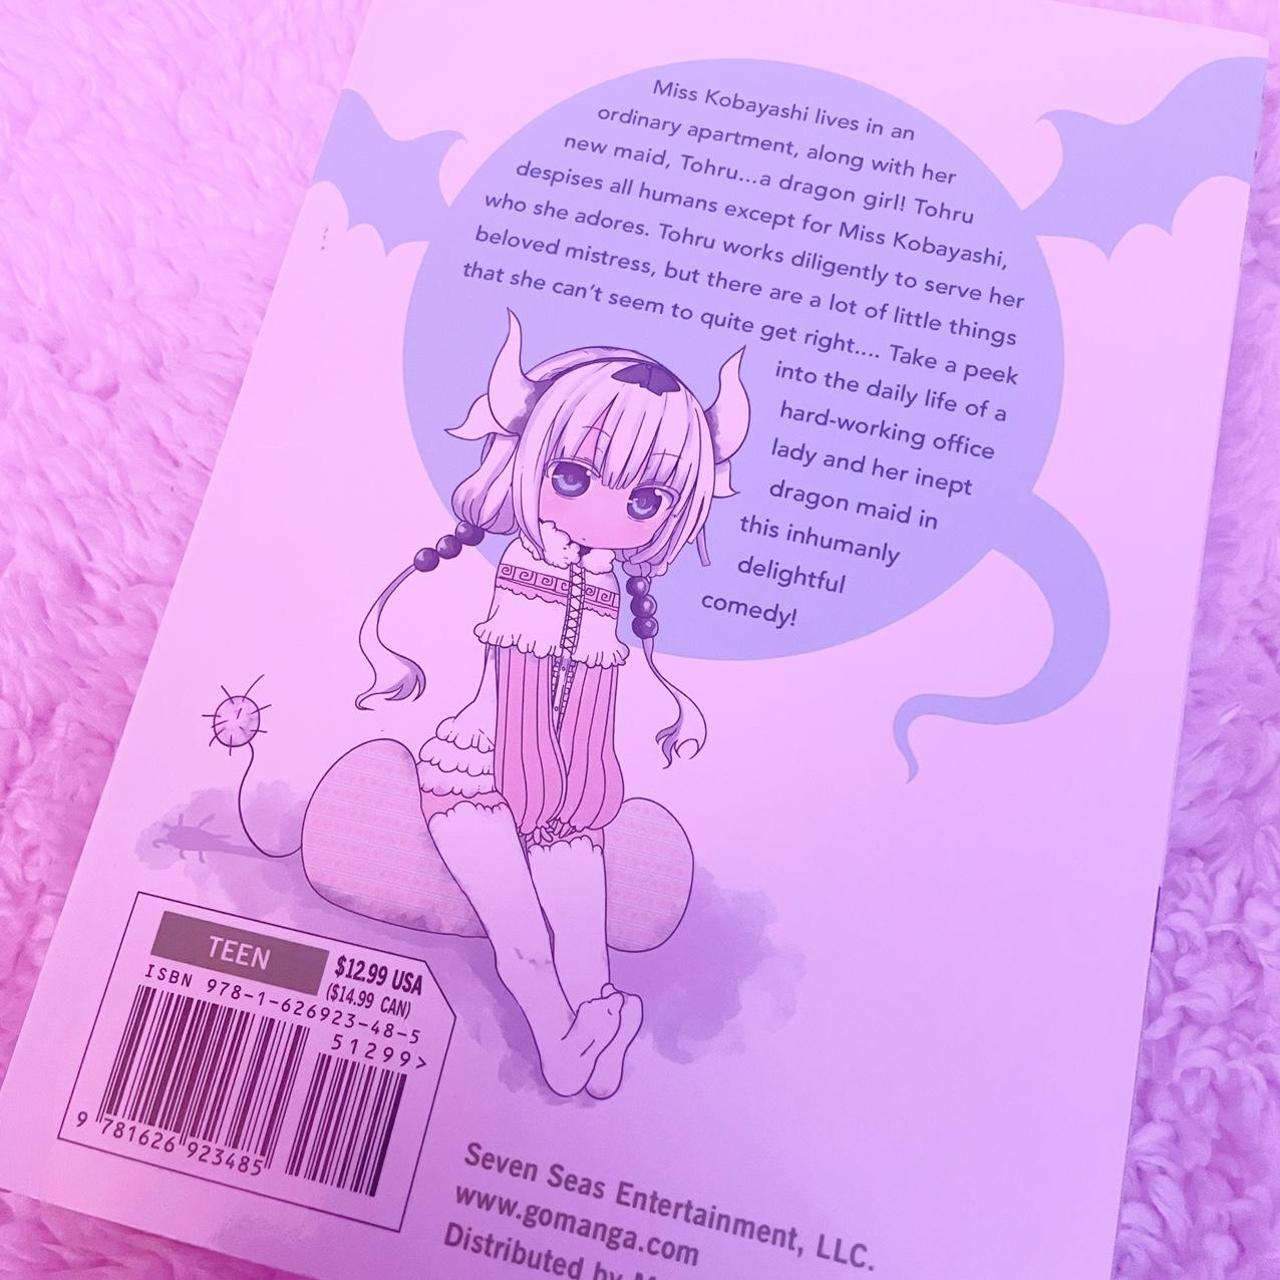 Miss Kobayashi lives in an
ordinary apartment, along with her
new maid, Tohru...a dragon girl! Tohru
despises all humans except for Miss Kobayashi,
who she adores. Tohru works diligently to serve her
beloved mistress, but there are a lot of little things
that she can't seem to quite get right.... Take a peek
into the daily life of a
hard-working office
lady and her inept
dragon maid in
this inhumanly
delightful
comedy!
TEEN
$12.99 USA
($14.99 CAN)
ISBN 978-1-626923-48-5
51299>
9 781626 923485
Seven Seas Entertainment, LLC.
www.gomanga.com
Distributed by